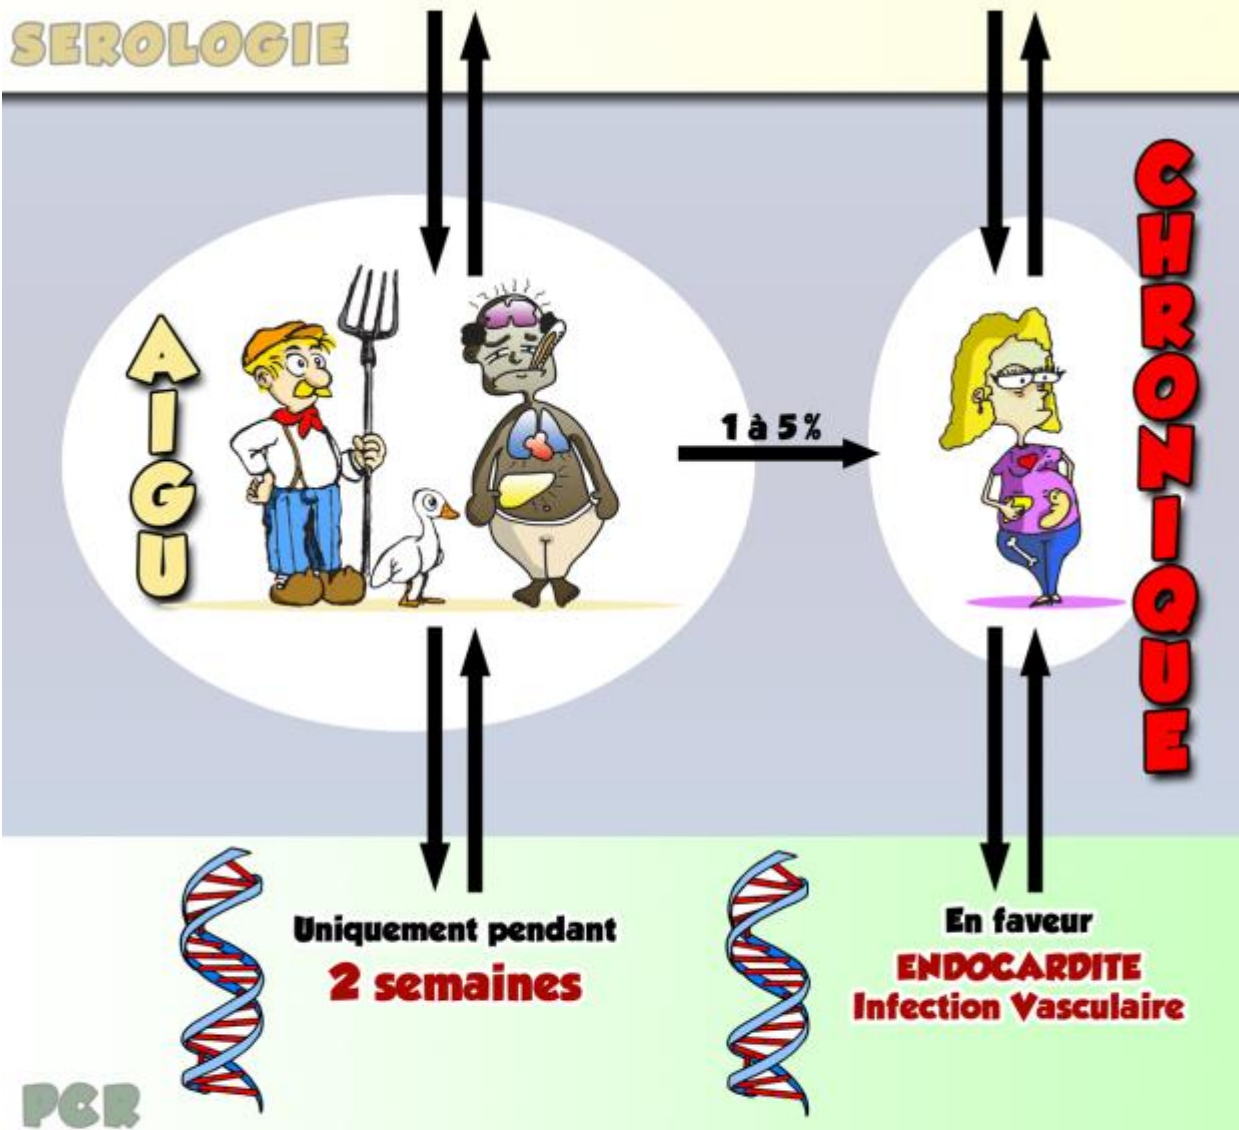 SEROLOGIE
AIGU
1 à 5 %
CHRONIQUE
Uniquement pendant
2 semaines
En faveur
ENDOCARDITE
Infection Vasculaire
PCR